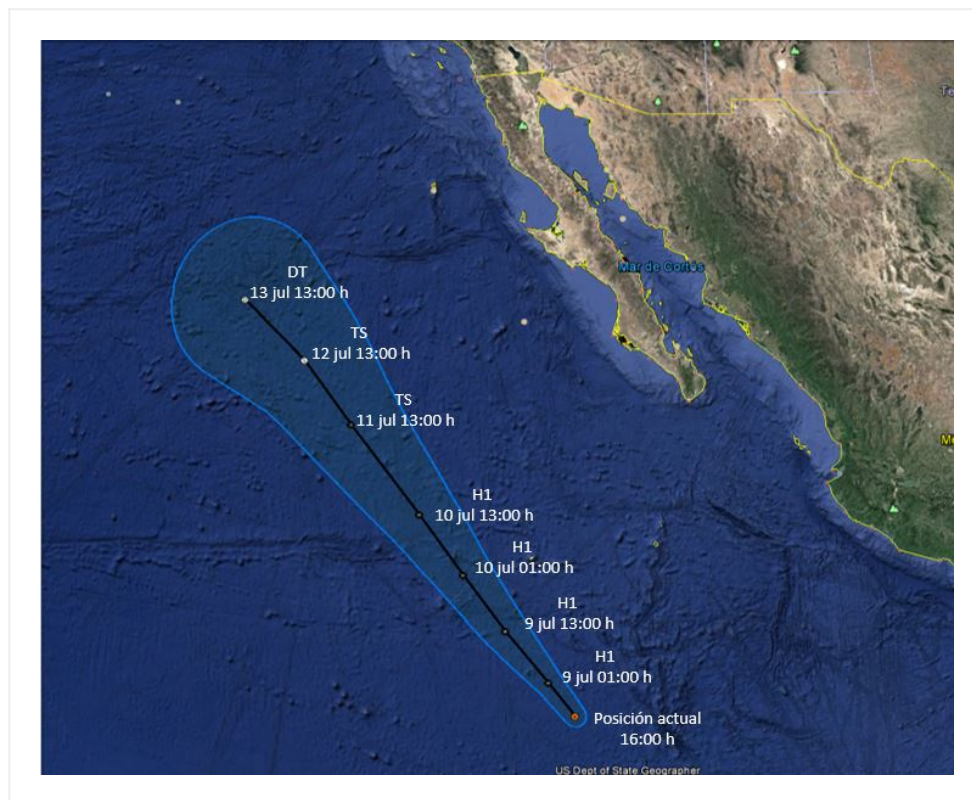 Te
Mar de Cortés
DT
13 jul 13:00 h
TS
12 jul 13:00 h
TS
11 jul 13:00 h
Mé
H1
10 jul 13:00 h
H1
10 jul 01:00 h
H1
9 jul 13:00 h
H1
9 jul 01:00 h
Posición actual
16:00 h
US Dept of State Geographer